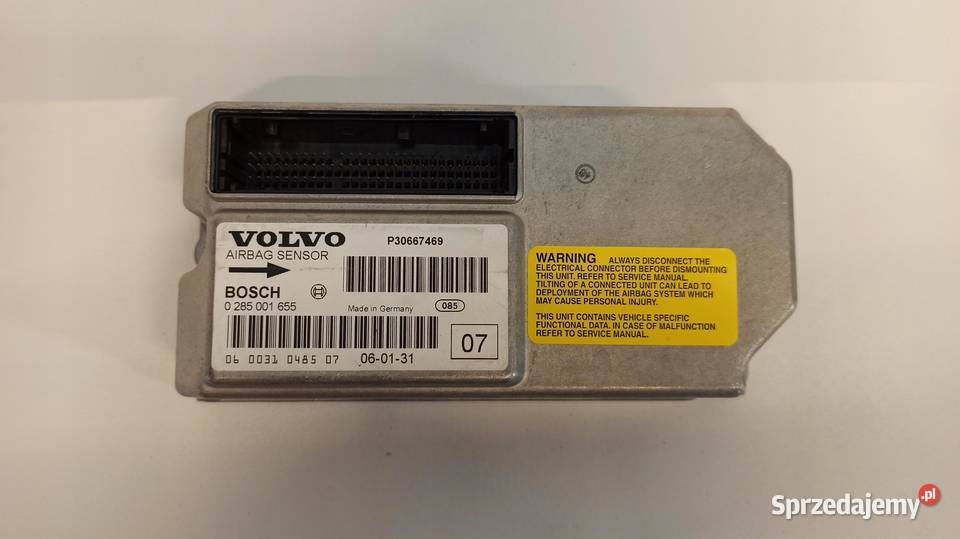 VOLVO P30667469
AIRBAG SENSOR
BOSCH
0 285 001 655
Made in Germany 085
06 0031 0485 07 06-01-31 07
WARNING ALWAYS DISCONNECT THE
ELECTRICAL CONNECTOR BEFORE DISMOUNTING
THIS UNIT. REFER TO SERVICE MANUAL.
TILTING OF A CONNECTED UNIT CAN LEAD TO
DEPLOYMENT OF THE AIRBAG SYSTEM WHICH
MAY CAUSE PERSONAL INJURY.
THIS UNIT CONTAINS VEHICLE SPECIFIC
FUNCTIONAL DATA. IN CASE OF MALFUNCTION
REFER TO SERVICE MANUAL.
Sprzedajemy.pl